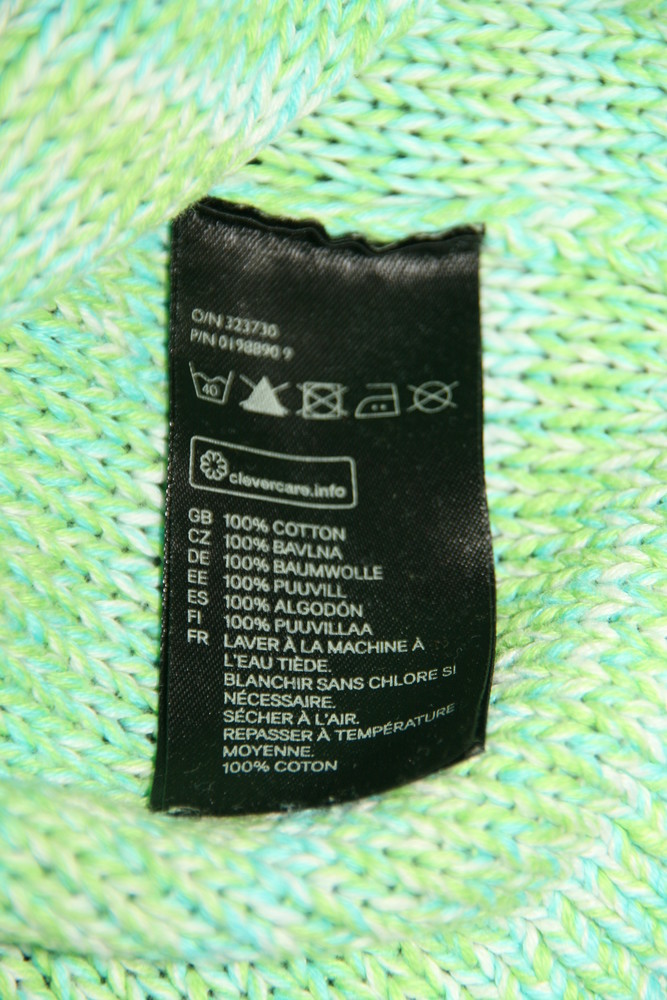 O/N 323730
P/N 0198890 9
40
clevercare.info
GB 100% COTTON
CZ 100% BAVLNA
DE 100% BAUMWOLLE
EE 100% PUUVILL
ES 100% ALGODÓN
FI 100% PUUVILLAA
FR LAVER À LA MACHINE À
L'EAU TIÈDE.
BLANCHIR SANS CHLORE SI
NÉCESSAIRE.
SÉCHER À L'AIR.
REPASSER À TEMPÉRATURE
MOYENNE.
100% COTON